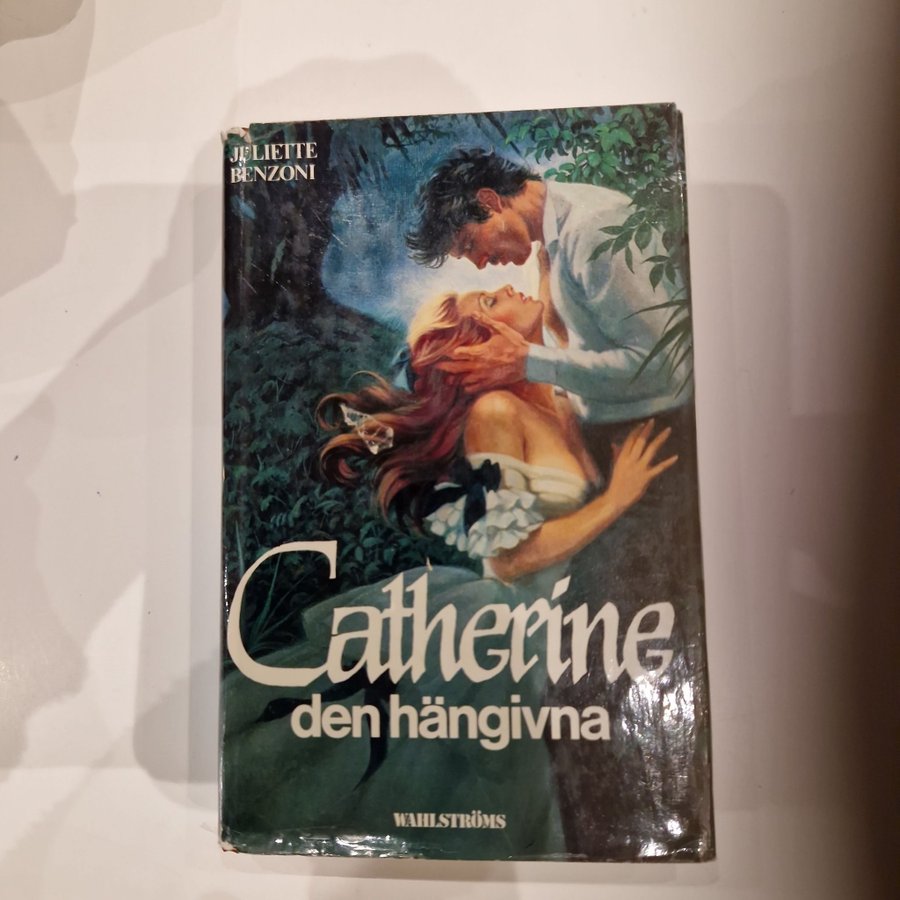 JULIETTE
BENZONI
Catherine
den hängivna
WAHLSTRÖMS